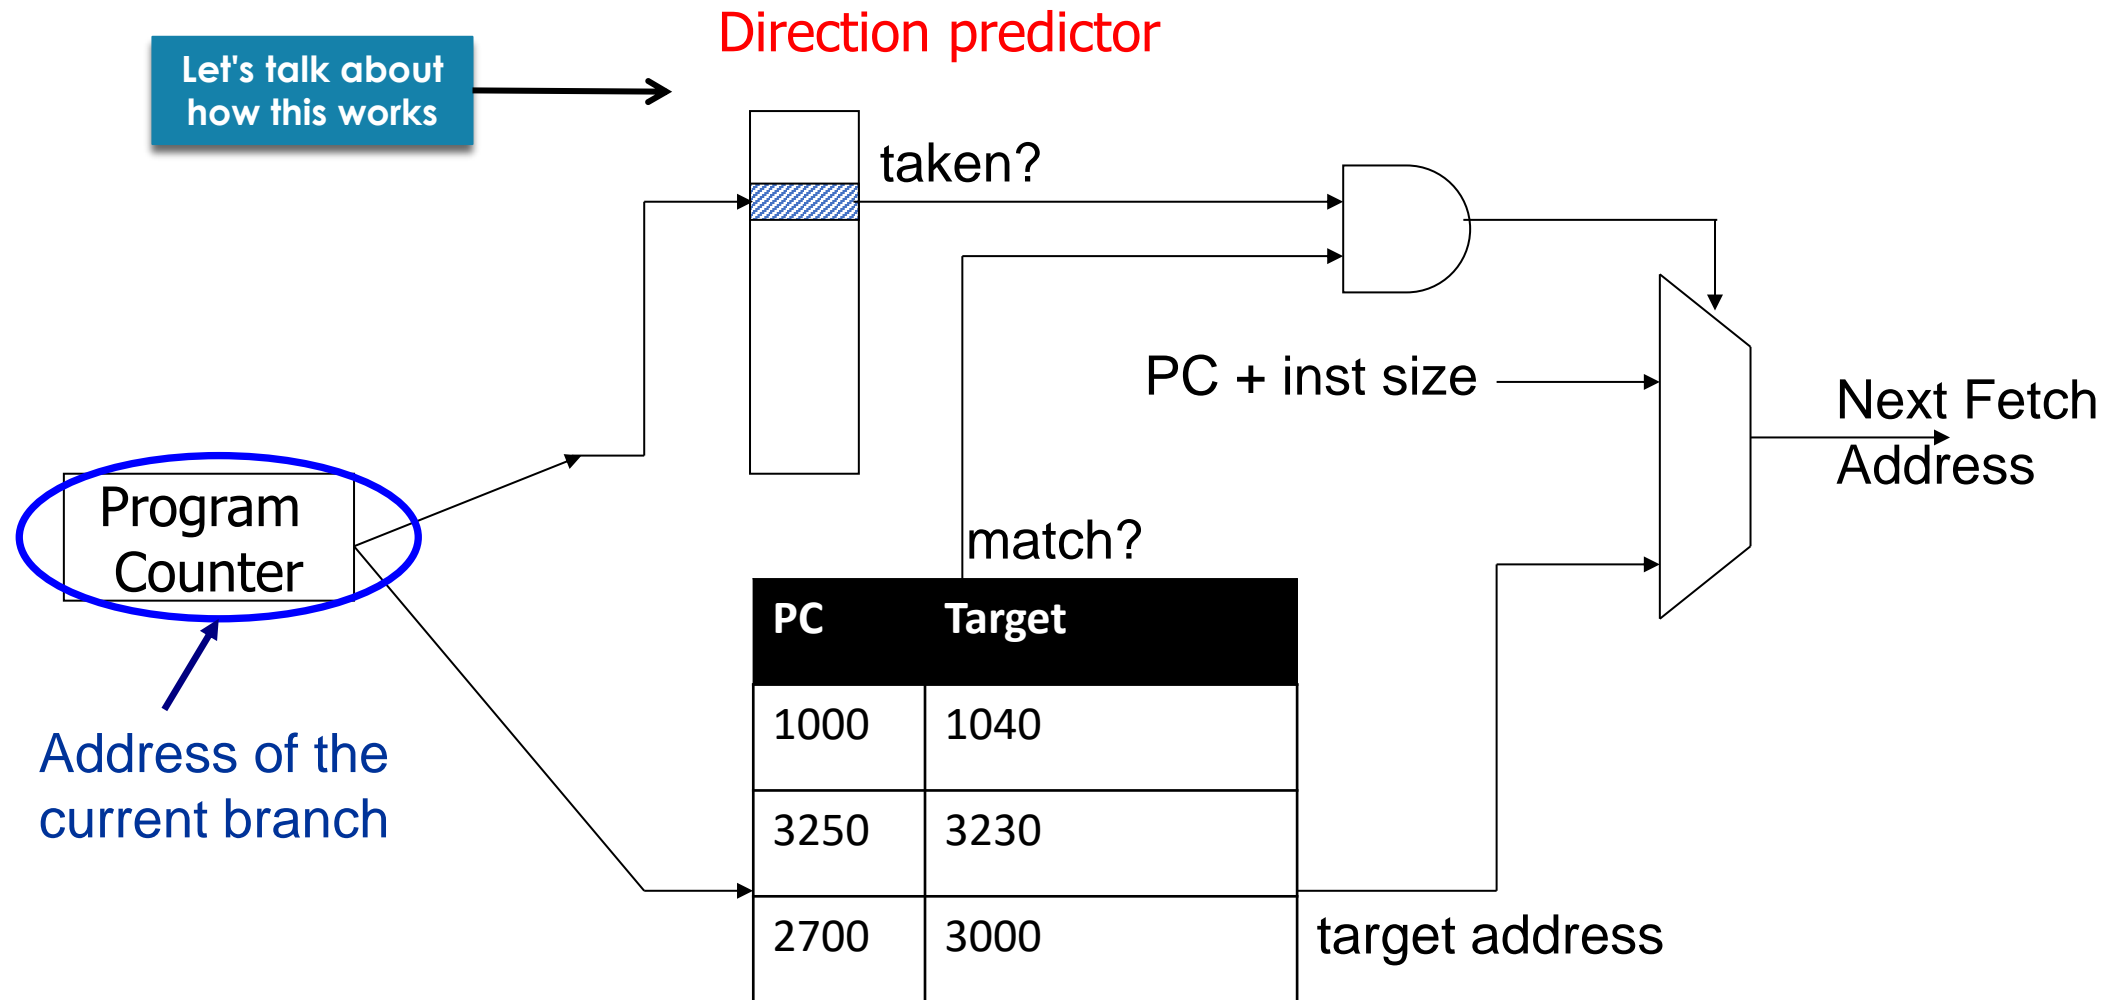 Direction predictor
Let's talk about
how this works
taken?
PC + inst size
Next Fetch
Address
Program
Counter
match?
PC Target
1000 1040
3250 3230
2700 3000
Address of the
current branch
target address